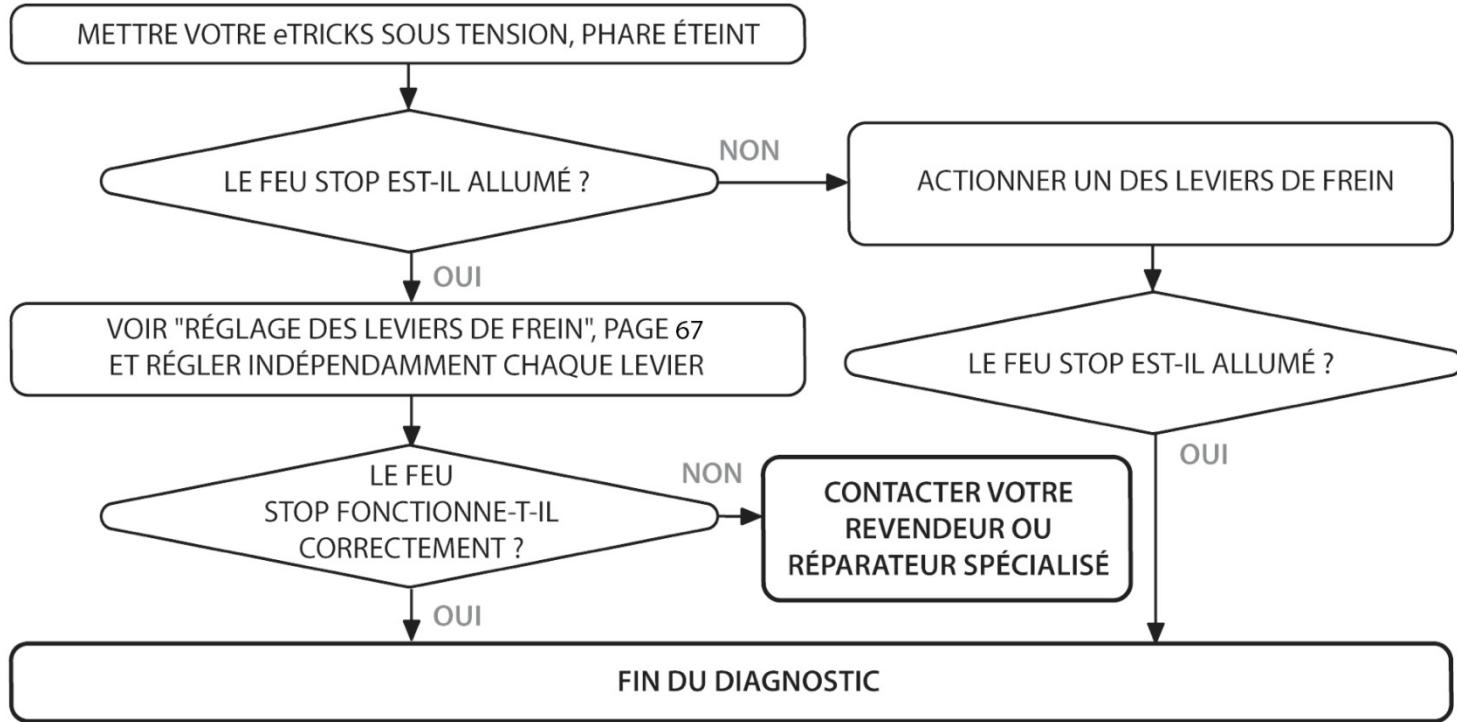 METTRE VOTRE eTRICKS SOUS TENSION, PHARE ÉTEINT
LE FEU STOP EST-IL ALLUMÉ ?
NON
ACTIONNER UN DES LEVIERS DE FREIN
OUI
VOIR "RÉGLAGE DES LEVIERS DE FREIN", PAGE 67
ET RÉGLER INDÉPENDAMMENT CHAQUE LEVIER
LE FEU STOP EST-IL ALLUMÉ ?
OUI
LE FEU
STOP FONCTIONNE-T-IL
CORRECTEMENT ?
NON
CONTACTER VOTRE
REVENDEUR OU
RÉPARATEUR SPÉCIALISÉ
OUI
FIN DU DIAGNOSTIC